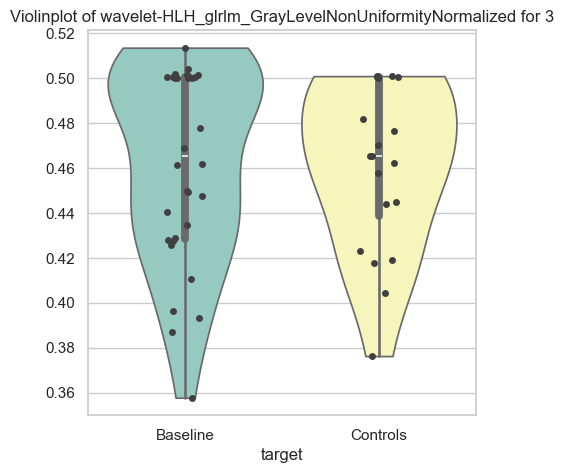 Violinplot of wavelet-HLH_glrlm_GrayLevelNonUniformityNormalized for 3
0.52
0.50
0.48
0.46
0.44
0.42
0.40
0.38
0.36
Baseline
Controls
target